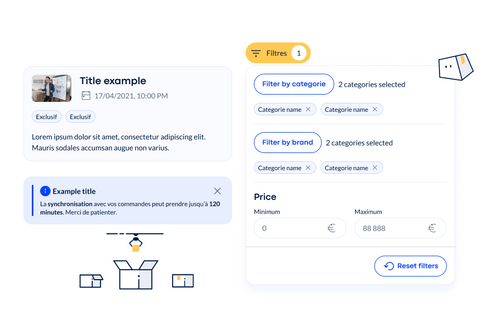 Title example
17/04/2021, 10:00 PM
Exclusif Exclusif
Lorem ipsum dolor sit amet, consectetur adipiscing elit.
Mauris sodales accumsan augue non varius.
Example title
La synchronisation avec vos commandes peut prendre jusqu'à 120
minutes. Merci de patienter.
Filtres 1
Filter by categorie 2 categories selected
Categorie name Categorie name
Filter by brand 2 categories selected
Categorie name Categorie name
Price
Minimum Maximum
0 € 88 888 €
Reset filters